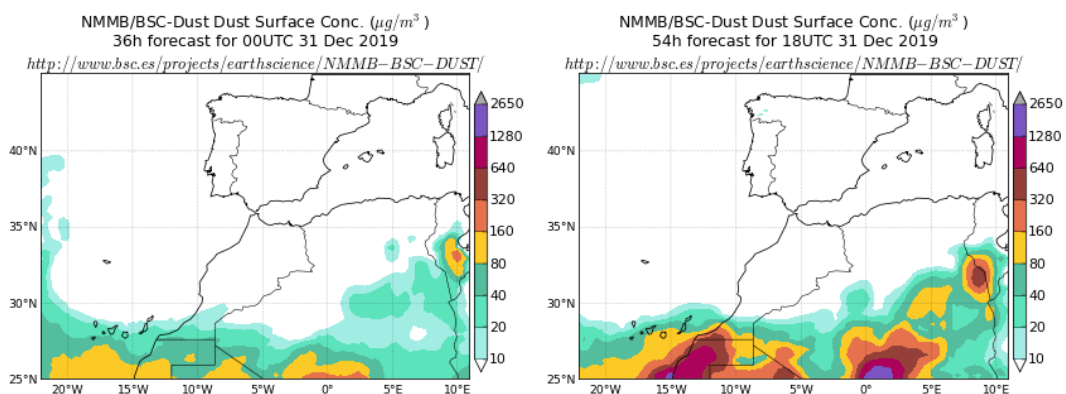 NMMB/BSC-Dust Dust Surface Conc. (μg/m³)
36h forecast for 00UTC 31 Dec 2019
http://www.bsc.es/projects/earthscience/NMMB−BSC−DUST/
2650
1280
640
320
160
80
40
20
10
40°N
35°N
30°N
25°N
20°W
15°W
10°W
5°W
0°
5°E
10°E
NMMB/BSC-Dust Dust Surface Conc. (μg/m³)
54h forecast for 18UTC 31 Dec 2019
http://www.bsc.es/projects/earthscience/NMMB−BSC−DUST/
2650
1280
640
320
160
80
40
20
10
40°N
35°N
30°N
25°N
20°W
15°W
10°W
5°W
0°
5°E
10°E